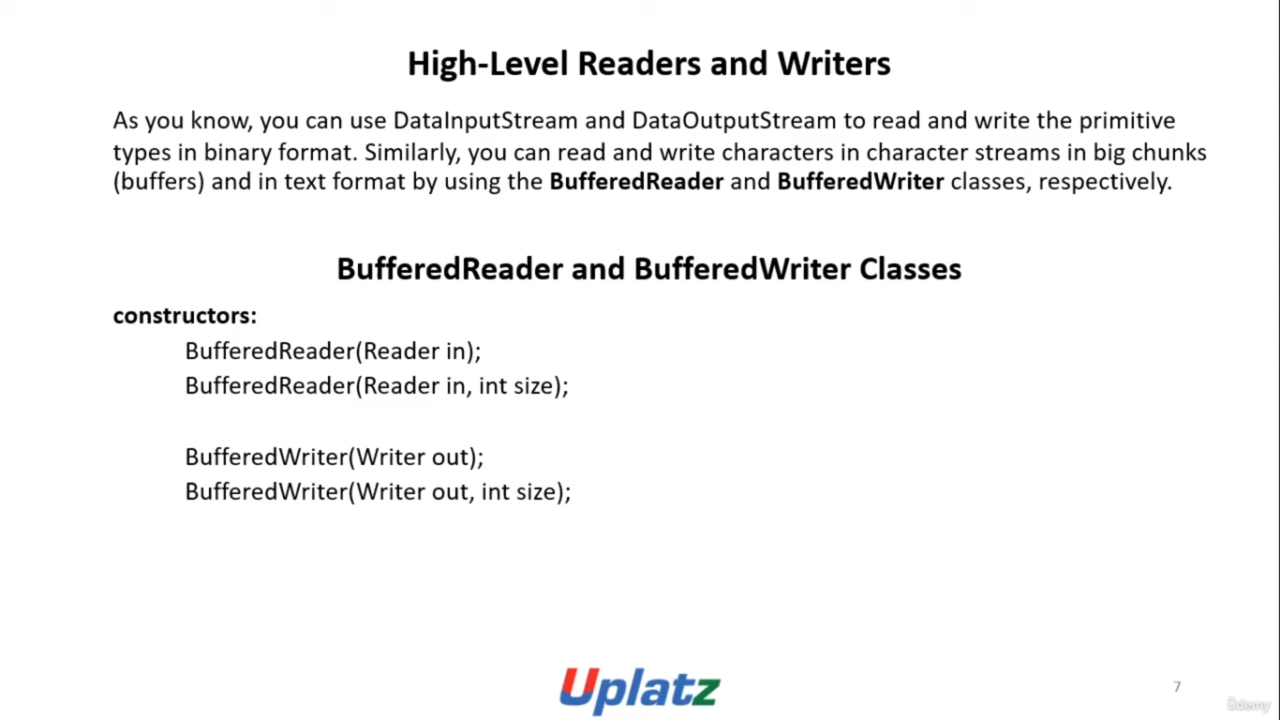 High-Level Readers and Writers
As you know, you can use DataInputStream and DataOutputStream to read and write the primitive
types in binary format. Similarly, you can read and write characters in character streams in big chunks
(buffers) and in text format by using the BufferedReader and BufferedWriter classes, respectively.
BufferedReader and BufferedWriter Classes
constructors:
BufferedReader(Reader in);
BufferedReader(Reader in, int size);
BufferedWriter(Writer out);
BufferedWriter(Writer out, int size);
Uplatz
7
ûdemy